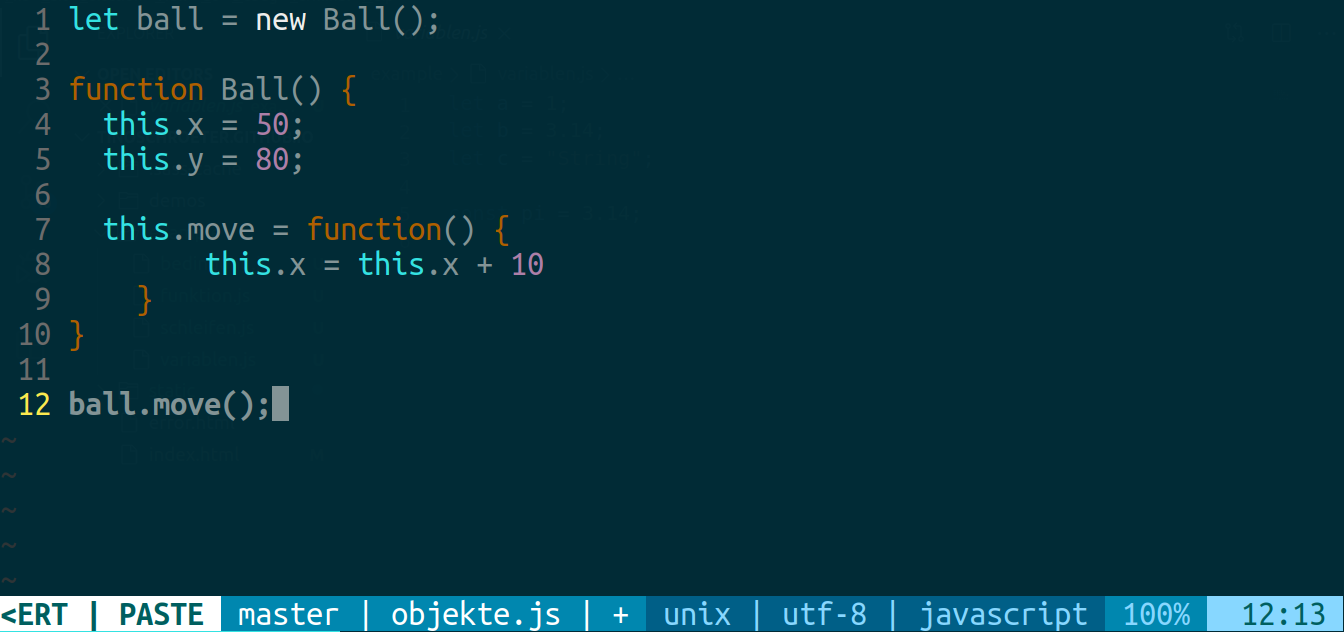 1 let ball = new Ball();
2
3 function Ball() {
4   this.x = 50;
5   this.y = 80;
6
7   this.move = function() {
8         this.x = this.x + 10
9     }
10 }
11
12 ball.move();
~
~
~
~
~
<ERT | PASTE master | objekte.js | + unix | utf-8 | javascript 100% 12:13